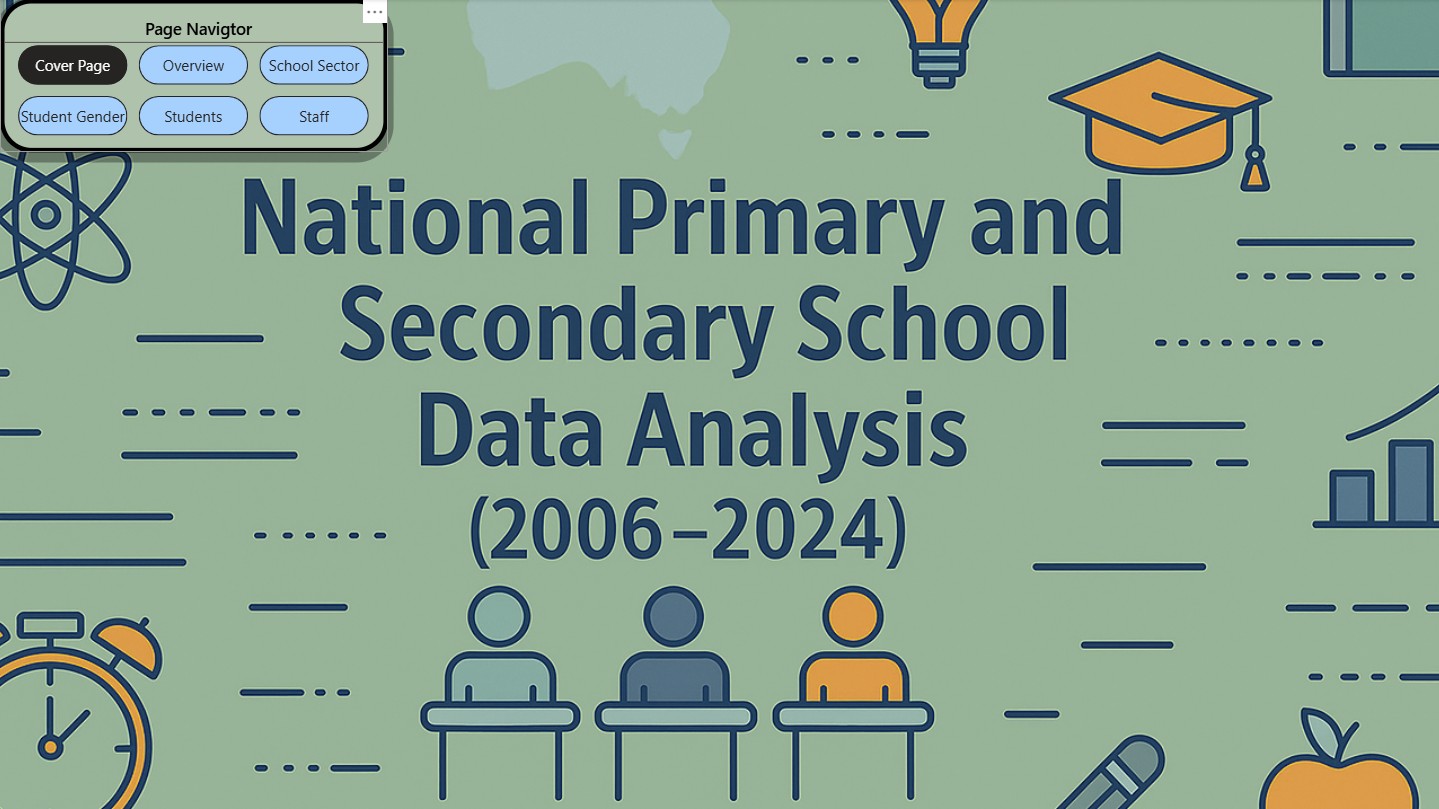 Page Navigtor
Cover Page
Overview
School Sector
Student Gender
Students
Staff
National Primary and
Secondary School
Data Analysis
(2006–2024)